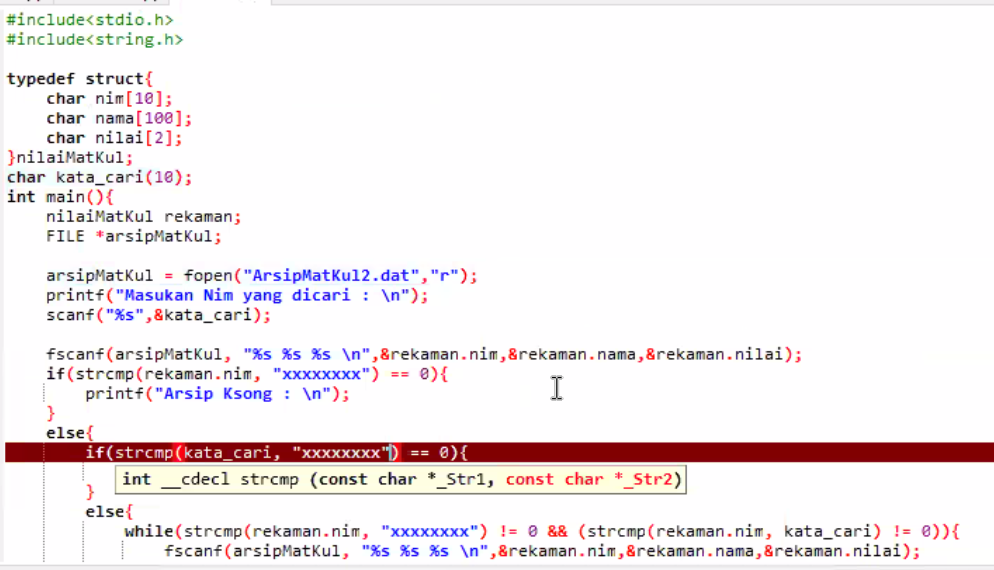 #include<stdio.h>
#include<string.h>
typedef struct{
char nim[10];
char nama[100];
char nilai[2];
}nilaiMatKul;
char kata_cari(10);
int main(){
nilaiMatKul rekaman;
FILE *arsipMatKul;
arsipMatKul = fopen("ArsipMatKul2.dat","r");
printf("Masukan Nim yang dicari : \n");
scanf("%s",&kata_cari);
fscanf(arsipMatKul, "%s %s %s \n",&rekaman.nim,&rekaman.nama,&rekaman.nilai);
if(strcmp(rekaman.nim, "xxxxxxxx") == 0){
printf("Arsip Ksong : \n");
}
else{
if(strcmp(kata_cari, "xxxxxxxx") == 0){
int __cdecl strcmp (const char *_Str1, const char *_Str2)
}
else{
while(strcmp(rekaman.nim, "xxxxxxxx") != 0 && (strcmp(rekaman.nim, kata_cari) != 0)){
fscanf(arsipMatKul, "%s %s %s \n",&rekaman.nim,&rekaman.nama,&rekaman.nilai);